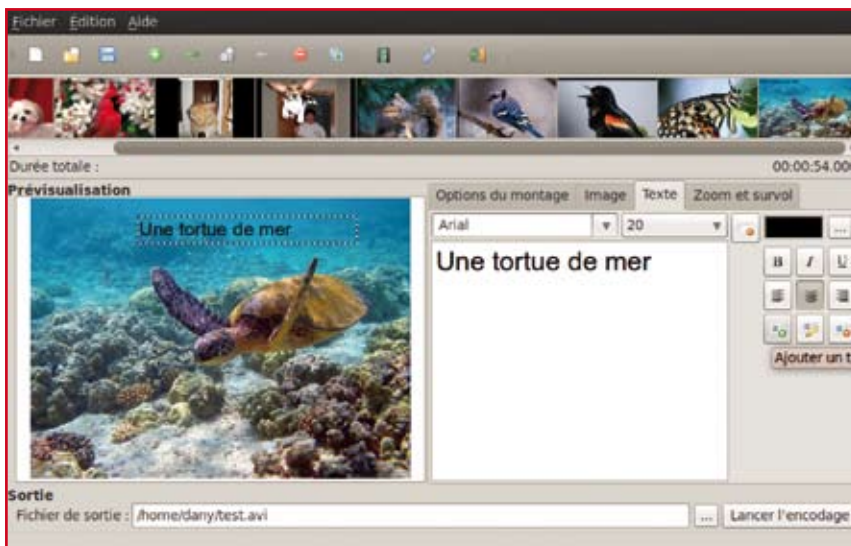 Fichier Édition Aide
Durée totale :
00:00:54.00
Prévisualisation
Une tortue de mer
Options du montage Image Texte Zoom et survol
Arial
20
...
B I U
Une tortue de mer
Ajouter un t
Sortie
Fichier de sortie : /home/dany/test.avi
... Lancer l'encodage